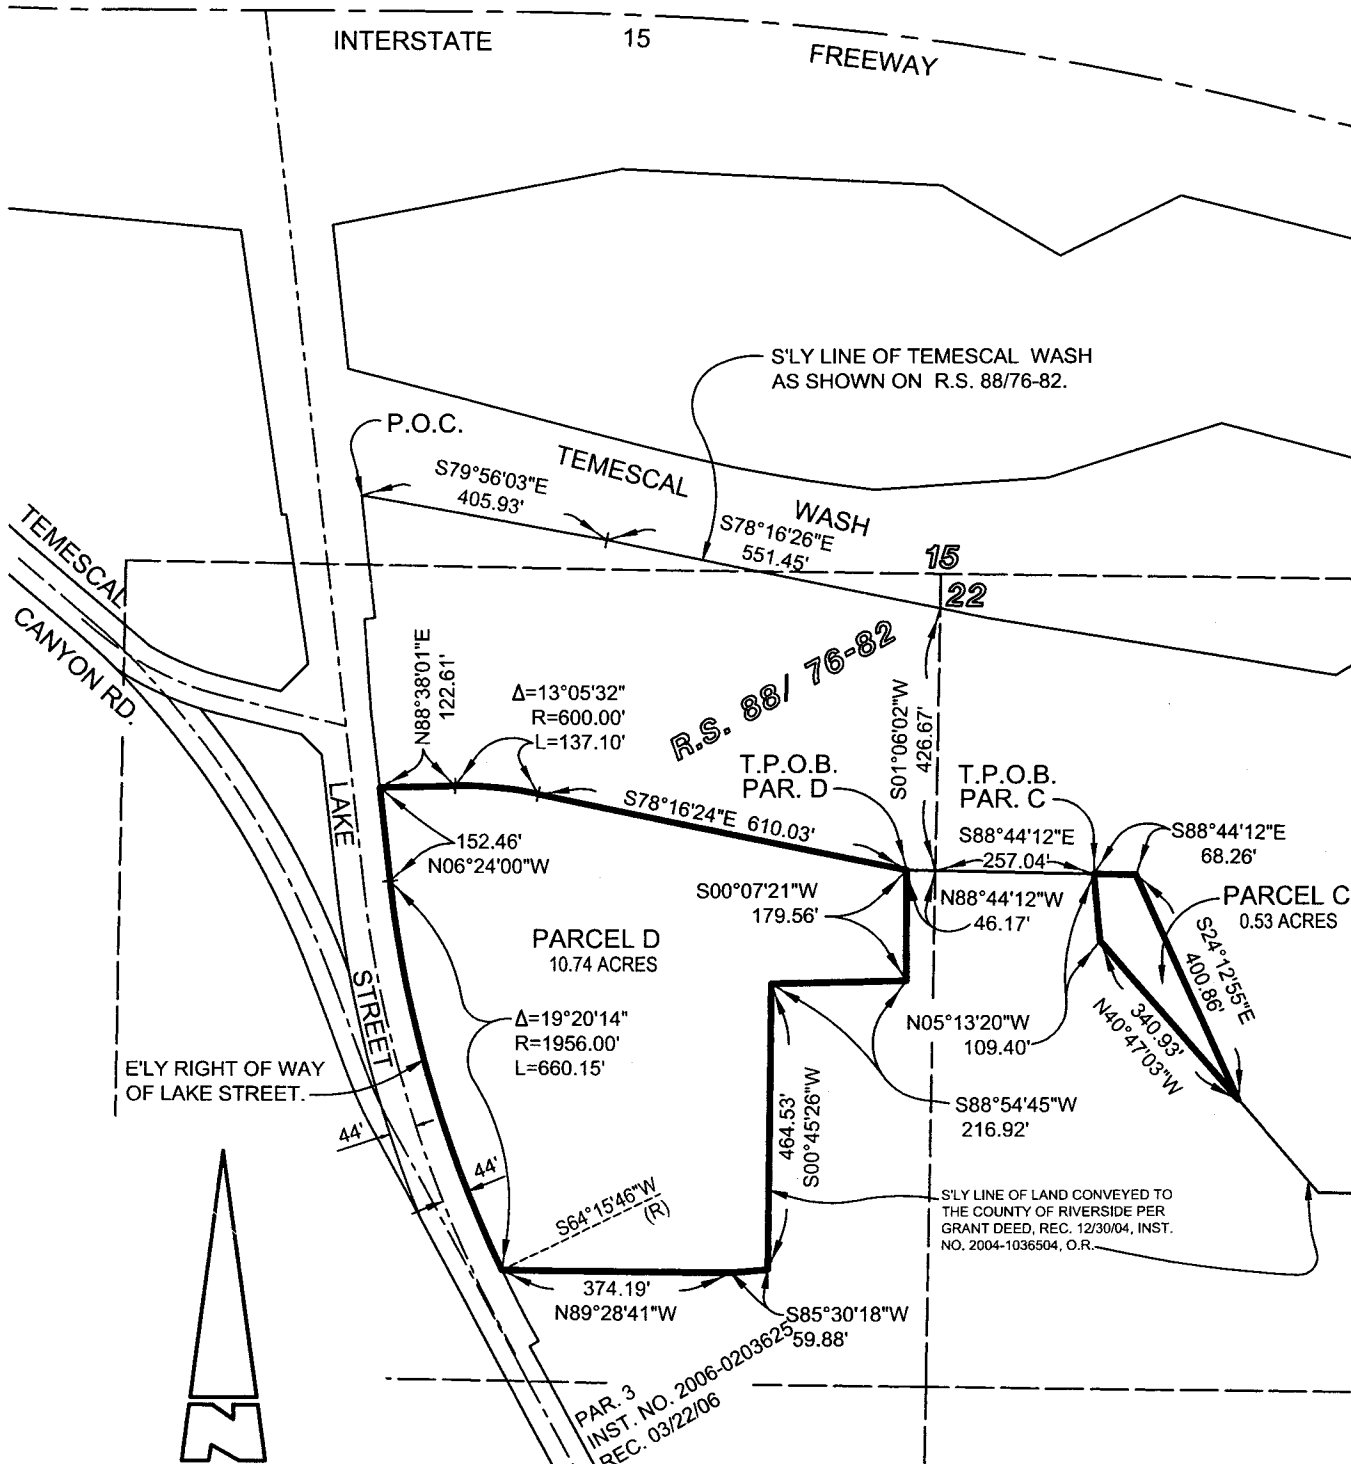 INTERSTATE 15 FREEWAY
S'LY LINE OF TEMESCAL WASH
AS SHOWN ON R.S. 88/76-82.
P.O.C.
S79°56'03"E
405.93'
TEMESCAL WASH
S78°16'26"E
551.45'
15
22
TEMESCAL
CANYON RD.
N88°38'01"E
122.61'
Δ=13°05'32"
R=600.00'
L=137.10'
R.S. 88/ 76-82
S01°06'02"W
426.67'
T.P.O.B.
PAR. D
T.P.O.B.
PAR. C
S78°16'24"E 610.03'
S88°44'12"E
257.04'
S88°44'12"E
68.26'
LAKE STREET
152.46'
N06°24'00"W
S00°07'21"W
179.56'
N88°44'12"W
46.17'
PARCEL C
0.53 ACRES
PARCEL D
10.74 ACRES
S24°12'55"E
400.86'
N05°13'20"W
109.40'
340.93'
N40°47'03"W
Δ=19°20'14"
R=1956.00'
L=660.15'
E'LY RIGHT OF WAY
OF LAKE STREET.
44'
44'
464.53'
S00°45'26"W
S88°54'45"W
216.92'
S64°15'46"W
(R)
S'LY LINE OF LAND CONVEYED TO
THE COUNTY OF RIVERSIDE PER
GRANT DEED, REC. 12/30/04, INST.
NO. 2004-1036504, O.R.
374.19'
N89°28'41"W
S85°30'18"W
59.88'
PAR. 3
INST. NO. 2006-0203625
REC. 03/22/06
N